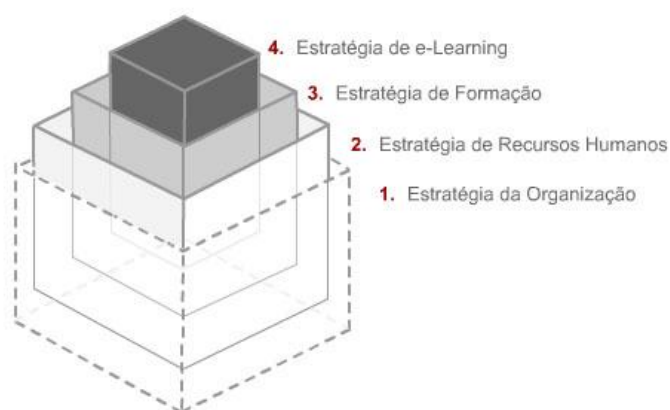 4. Estratégia de e-Learning
3. Estratégia de Formação
2. Estratégia de Recursos Humanos
1. Estratégia da Organização